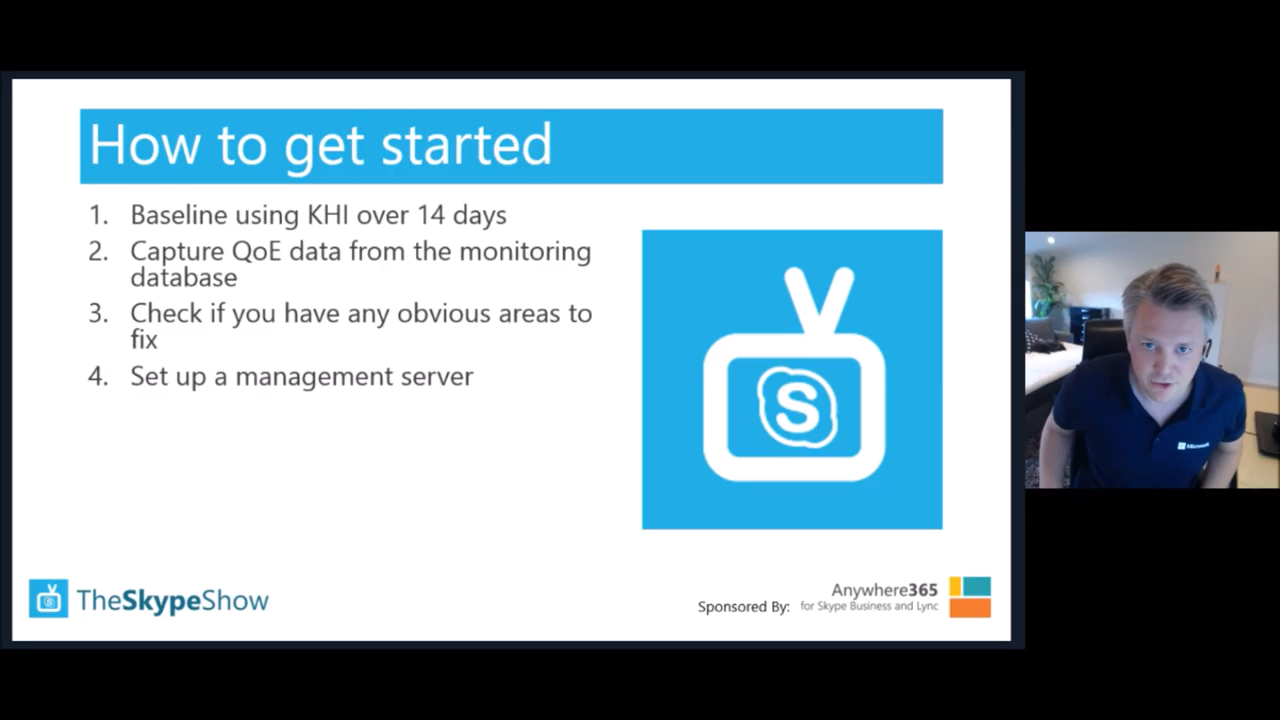 How to get started
1. Baseline using KHI over 14 days
2. Capture QoE data from the monitoring
database
3. Check if you have any obvious areas to
fix
4. Set up a management server
S
TheSkypeShow
Sponsored By:
Anywhere365
for Skype Business and Lync
Microsoft